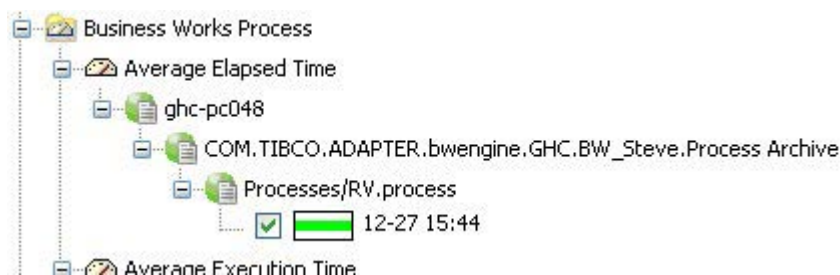 Business Works Process
Average Elapsed Time
ghc-pc048
COM.TIBCO.ADAPTER.bwengine.GHC.BW_Steve.Process Archive
Processes/RV.process
12-27 15:44
Average Execution Time